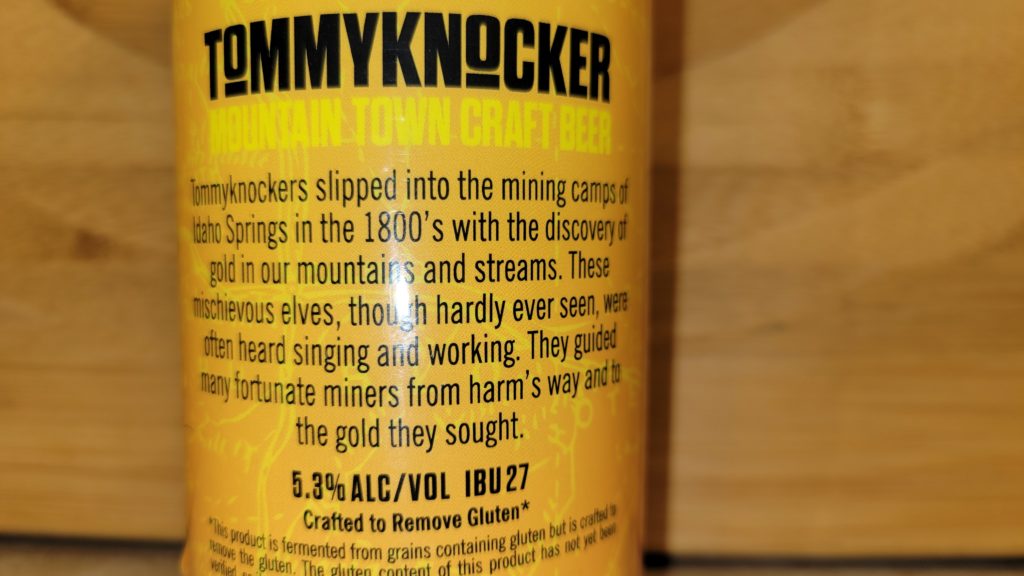 TOMMYKNOCKER
MOUNTAIN TOWN CRAFT BEER
Tommyknockers slipped into the mining camps of
Idaho Springs in the 1800's with the discovery of
gold in our mountains and streams. These
mischievous elves, though hardly ever seen, were
often heard singing and working. They guided
many fortunate miners from harm's way and to
the gold they sought.
5.3% ALC/VOL IBU 27
Crafted to Remove Gluten*
*This product is fermented from grains containing gluten but is crafted to
remove the gluten. The gluten content of this product has not yet been